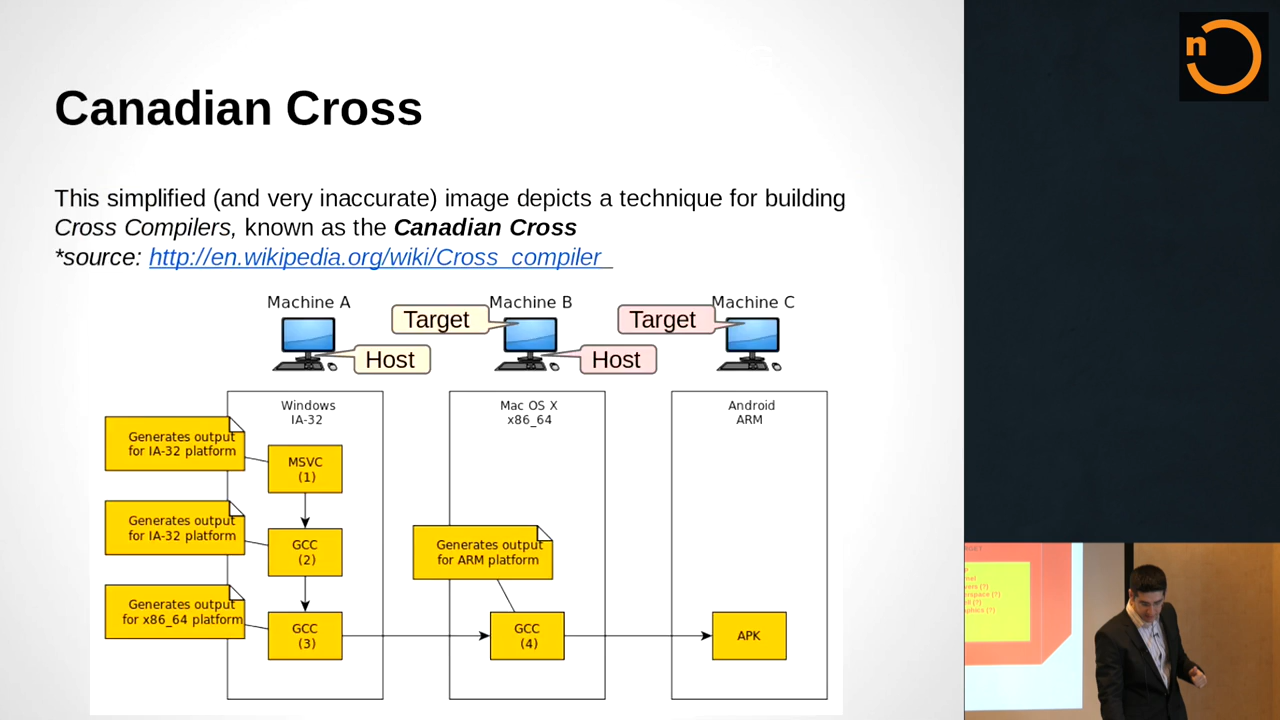 n
Canadian Cross
This simplified (and very inaccurate) image depicts a technique for building
Cross Compilers, known as the Canadian Cross
*source: http://en.wikipedia.org/wiki/Cross_compiler
Machine A
Machine B
Machine C
Target
Target
Host
Host
Windows
IA-32
Mac OS X
x86_64
Android
ARM
Generates output
for IA-32 platform
MSVC
(1)
Generates output
for IA-32 platform
GCC
(2)
Generates output
for ARM platform
Generates output
for x86_64 platform
GCC
(3)
GCC
(4)
APK